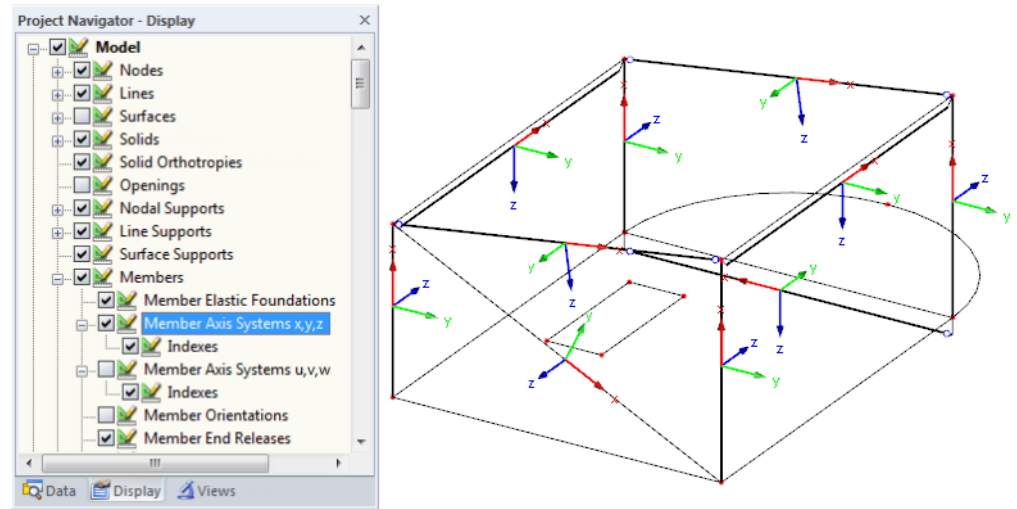 Project Navigator - Display
Model
Nodes
Lines
Surfaces
Solids
Solid Orthotropies
Openings
Nodal Supports
Line Supports
Surface Supports
Members
Member Elastic Foundations
Member Axis Systems x,y,z
Indexes
Member Axis Systems u,v,w
Indexes
Member Orientations
Member End Releases
Data Display Views
x
y
z
x
y
z
x
y
z
x
y
z
x
y
z
x
y
z
x
y
z
x
y
z
x
y
z
x
y
z